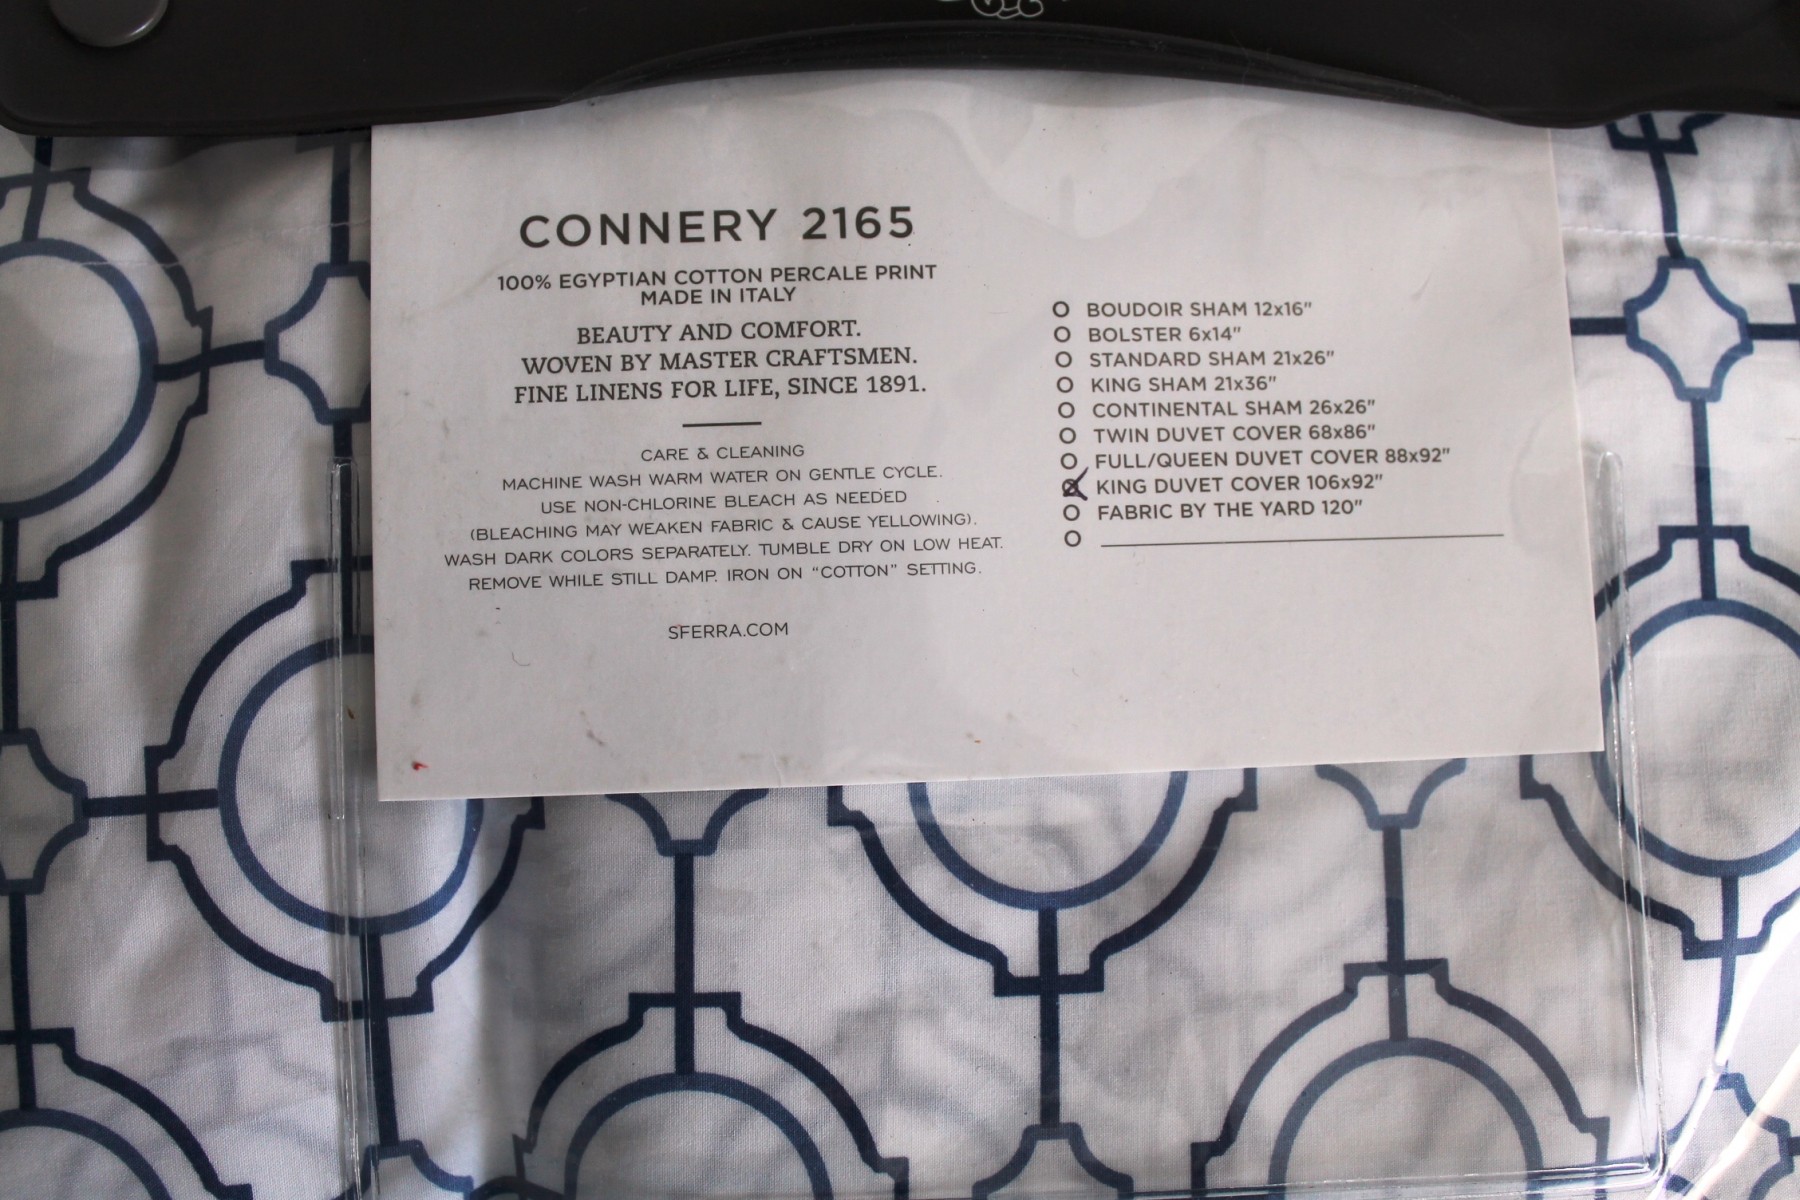 CONNERY 2165
100% EGYPTIAN COTTON PERCALE PRINT
MADE IN ITALY
BEAUTY AND COMFORT.
WOVEN BY MASTER CRAFTSMEN.
FINE LINENS FOR LIFE, SINCE 1891.
CARE & CLEANING
MACHINE WASH WARM WATER ON GENTLE CYCLE.
USE NON-CHLORINE BLEACH AS NEEDED
(BLEACHING MAY WEAKEN FABRIC & CAUSE YELLOWING).
WASH DARK COLORS SEPARATELY. TUMBLE DRY ON LOW HEAT.
REMOVE WHILE STILL DAMP. IRON ON “COTTON” SETTING.
SFERRA.COM
BOUDOIR SHAM 12x16”
BOLSTER 6x14”
STANDARD SHAM 21x26”
KING SHAM 21x36”
CONTINENTAL SHAM 26x26”
TWIN DUVET COVER 68x86”
FULL/QUEEN DUVET COVER 88x92”
KING DUVET COVER 106x92”
FABRIC BY THE YARD 120”